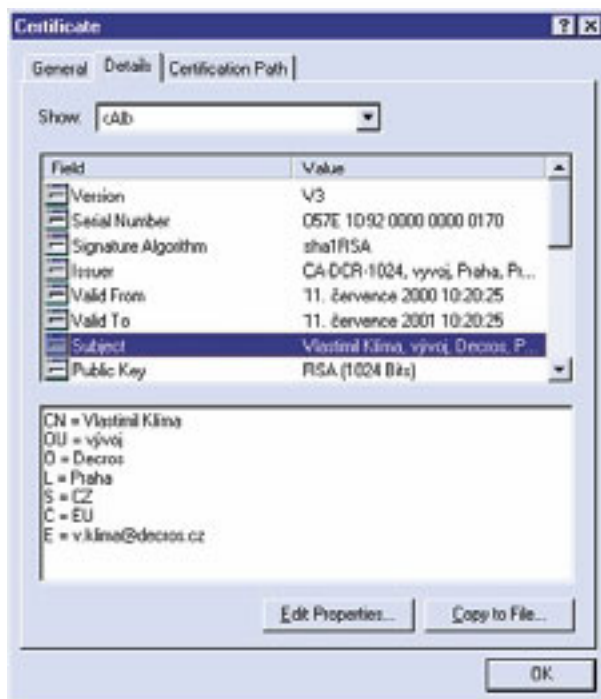 Certificate
General Details Certification Path
Show: <All>
Field Value
Version V3
Serial Number 057E 1D92 0000 0000 0170
Signature Algorithm sha1RSA
Issuer CA-DCR-1024, vyvoj, Praha, Pr...
Valid From 11. července 2000 10:20:25
Valid To 11. července 2001 10:20:25
Subject Vlastimil Klíma, vývoj, Decros, P...
Public Key RSA (1024 Bits)
CN = Vlastimil Klíma
OU = vývoj
O = Decros
L = Praha
S = CZ
C = EU
E = v.klima@decros.cz
Edit Properties... Copy to File...
OK